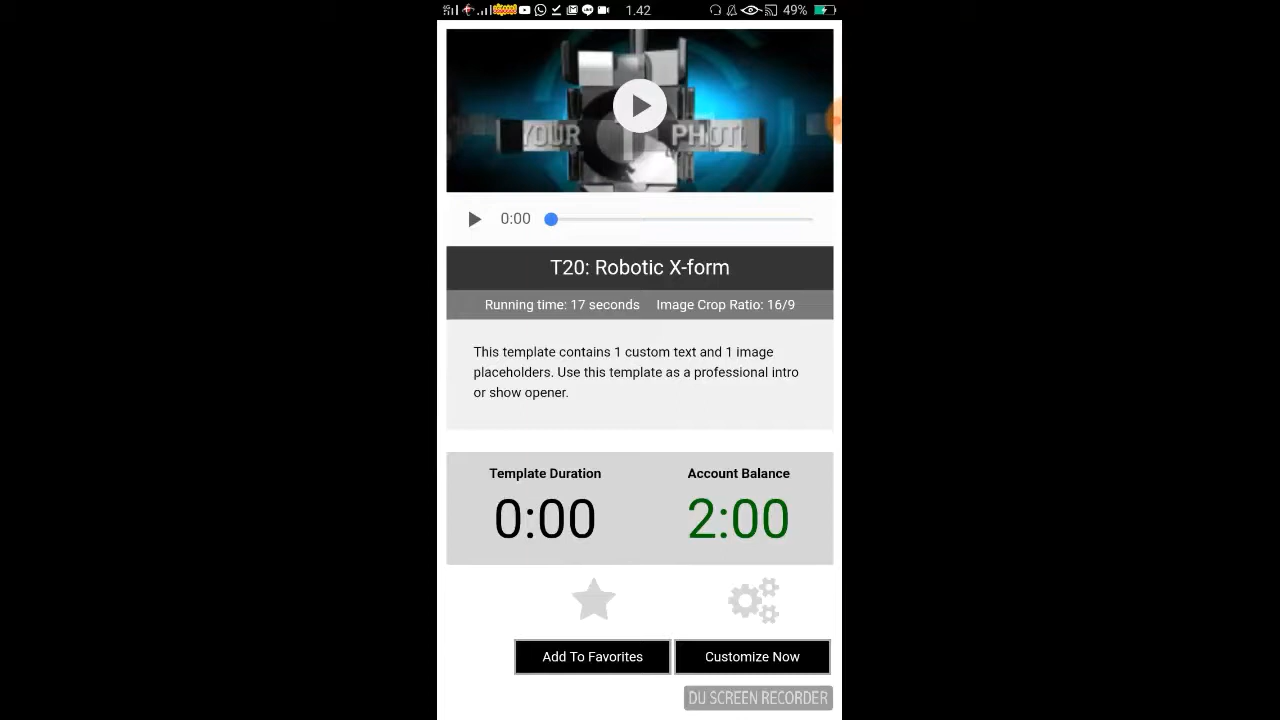 1.42
49%
YOUR PHOT
0:00
T20: Robotic X-form
Running time: 17 seconds Image Crop Ratio: 16/9
This template contains 1 custom text and 1 image
placeholders. Use this template as a professional intro
or show opener.
Template Duration Account Balance
0:00 2:00
Add To Favorites Customize Now
DU SCREEN RECORDER